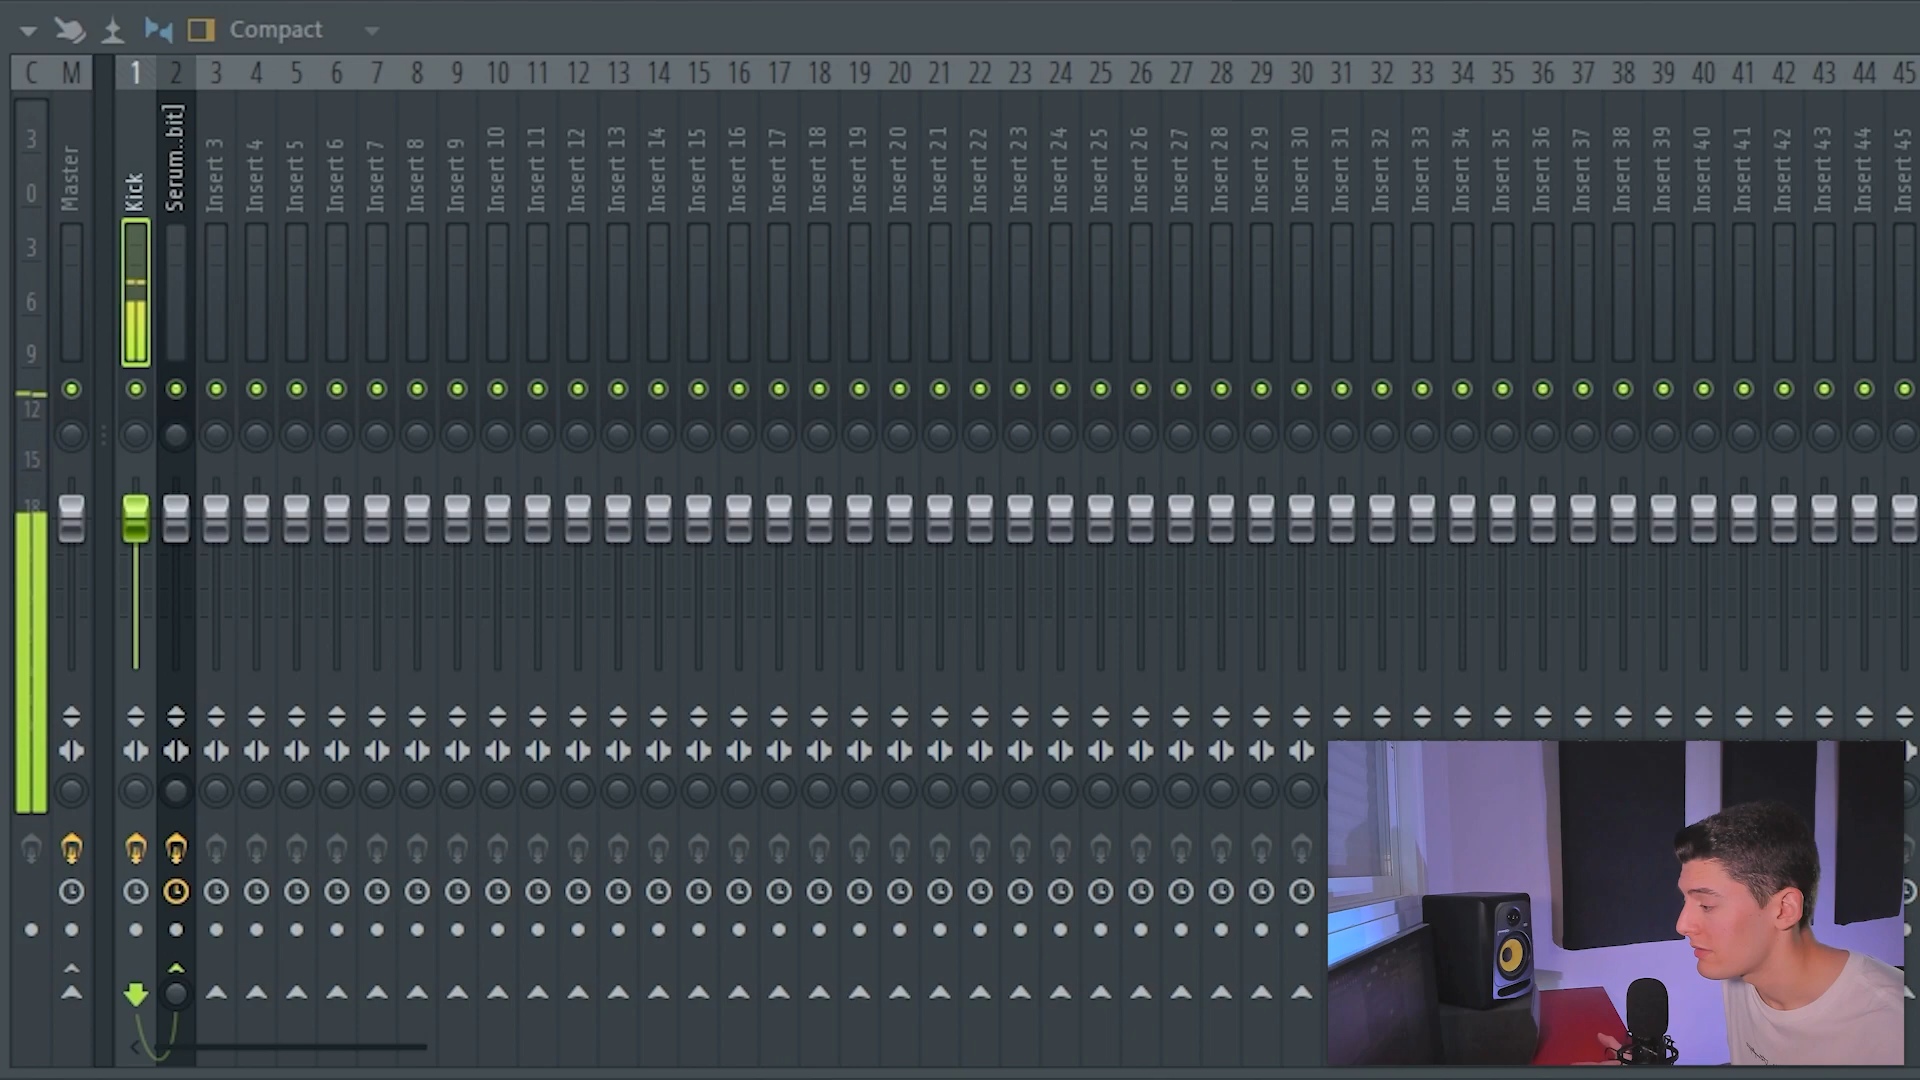 Compact
C M 1 2 3 4 5 6 7 8 9 10 11 12 13 14 15 16 17 18 19 20 21 22 23 24 25 26 27 28 29 30 31 32 33 34 35 36 37 38 39 40 41 42 43 44 45
Master
Kick
Serum..bit]
Insert 3
Insert 4
Insert 5
Insert 6
Insert 7
Insert 8
Insert 9
Insert 10
Insert 11
Insert 12
Insert 13
Insert 14
Insert 15
Insert 16
Insert 17
Insert 18
Insert 19
Insert 20
Insert 21
Insert 22
Insert 23
Insert 24
Insert 25
Insert 26
Insert 27
Insert 28
Insert 29
Insert 30
Insert 31
Insert 32
Insert 33
Insert 34
Insert 35
Insert 36
Insert 37
Insert 38
Insert 39
Insert 40
Insert 41
Insert 42
Insert 43
Insert 44
Insert 45
3
0
3
6
9
12
15
18